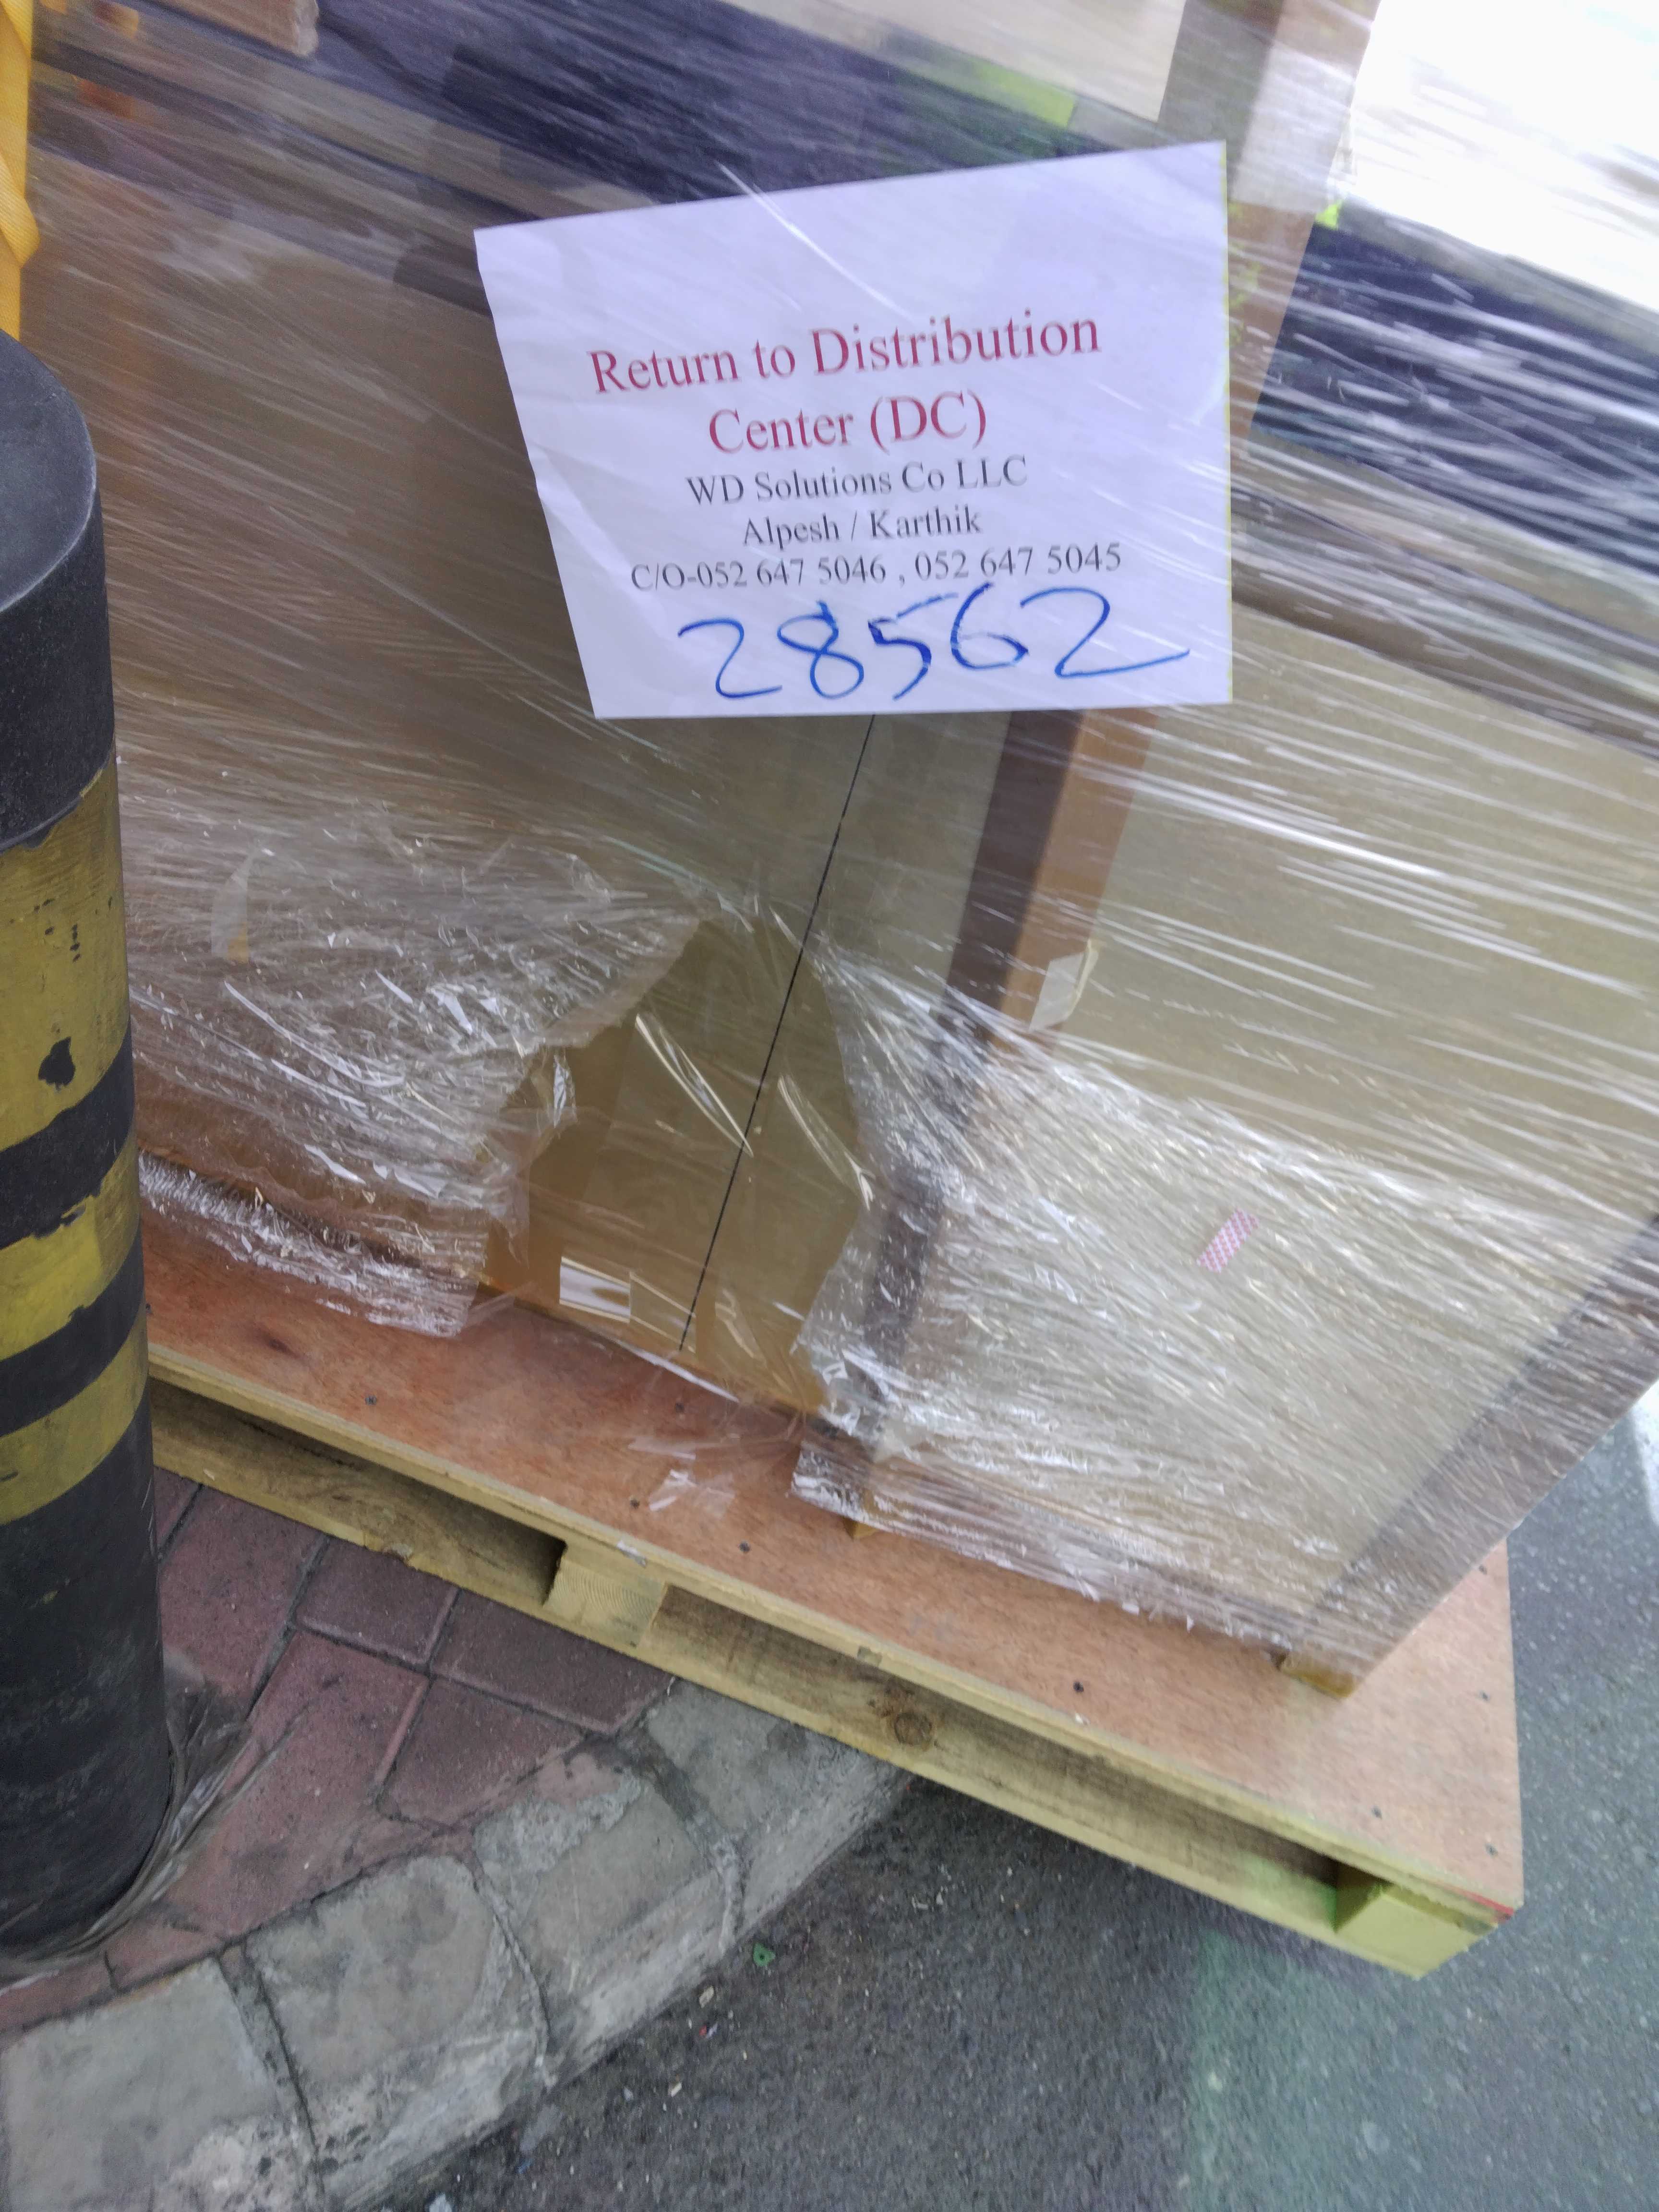 Return to Distribution
Center (DC)
WD Solutions Co LLC
Alpesh / Karthik
C/O-052 647 5046 , 052 647 5045
28562